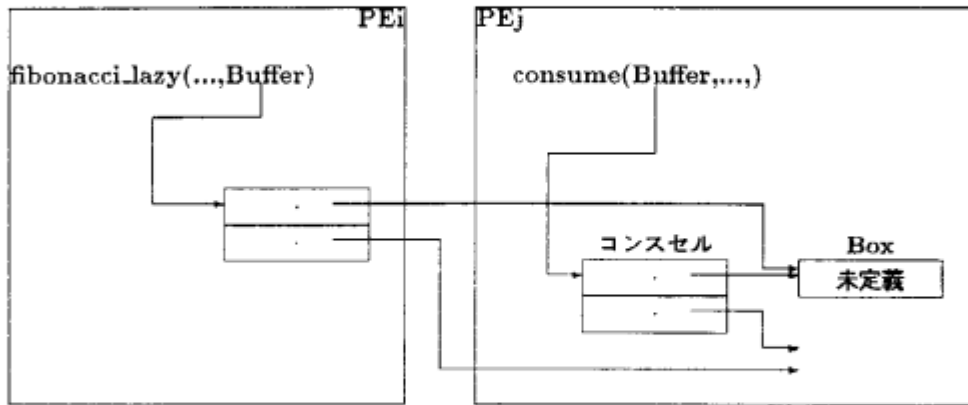 PEi
PEj
fibonacci_lazy(...,Buffer)
consume(Buffer,...,)
コンスセル
Box
未定義